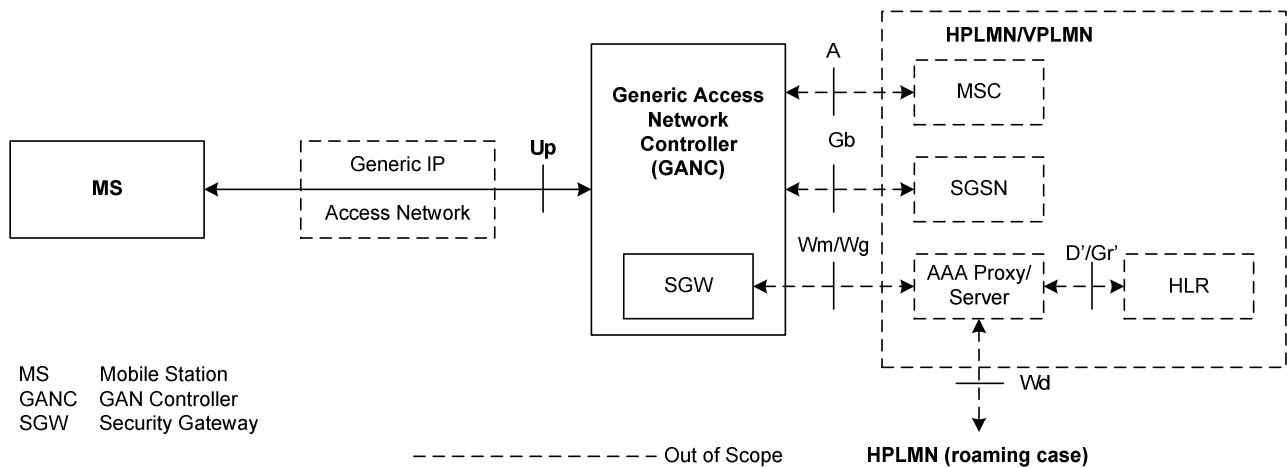 HPLMN/VPLMN
A
MSC
Generic Access
Network
Controller
(GANC)
Gb
Up
Generic IP
MS
SGSN
Access Network
Wm/Wg
D'/Gr'
AAA Proxy/
Server
SGW
HLR
MS Mobile Station
GANC GAN Controller
SGW Security Gateway
Wd
Out of Scope
HPLMN (roaming case)